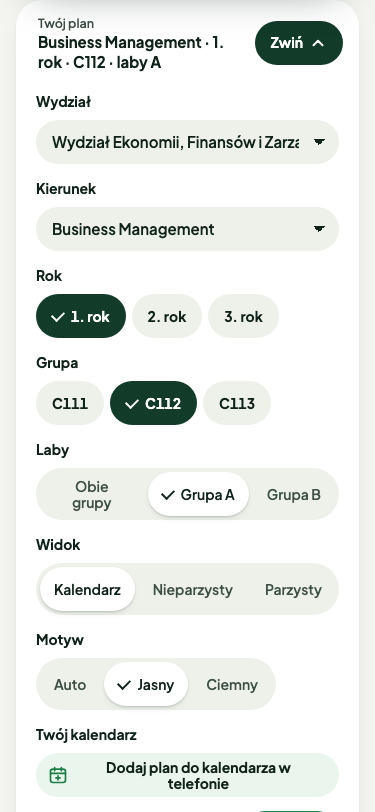 Twój plan
Business Management · 1.
rok · C112 · laby A
Zwiń
Wydział
Wydział Ekonomii, Finansów i Zarzą
Kierunek
Business Management
Rok
1. rok
2. rok
3. rok
Grupa
C111
C112
C113
Laby
Obie
grupy
Grupa A
Grupa B
Widok
Kalendarz
Nieparzysty
Parzysty
Motyw
Auto
Jasny
Ciemny
Twój kalendarz
Dodaj plan do kalendarza w
telefonie